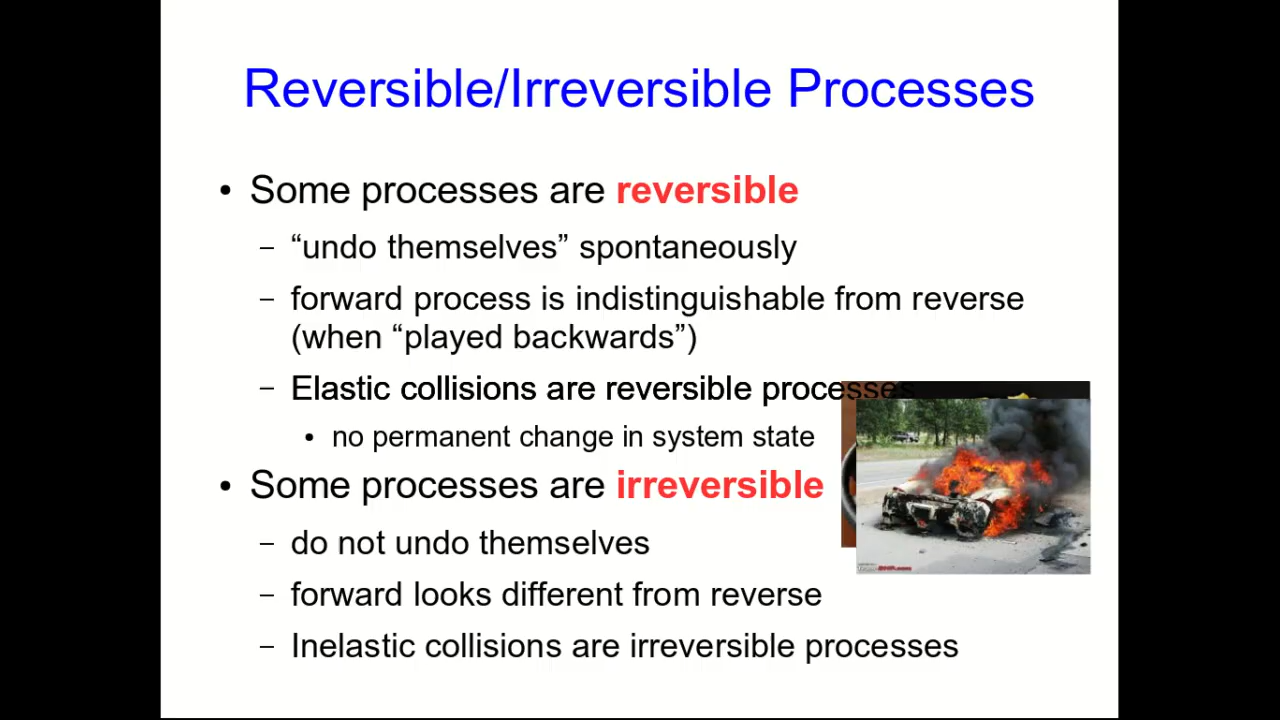 Reversible/Irreversible Processes
• Some processes are reversible
– “undo themselves” spontaneously
– forward process is indistinguishable from reverse
(when “played backwards”)
– Elastic collisions are reversible processes
• no permanent change in system state
• Some processes are irreversible
– do not undo themselves
– forward looks different from reverse
– Inelastic collisions are irreversible processes